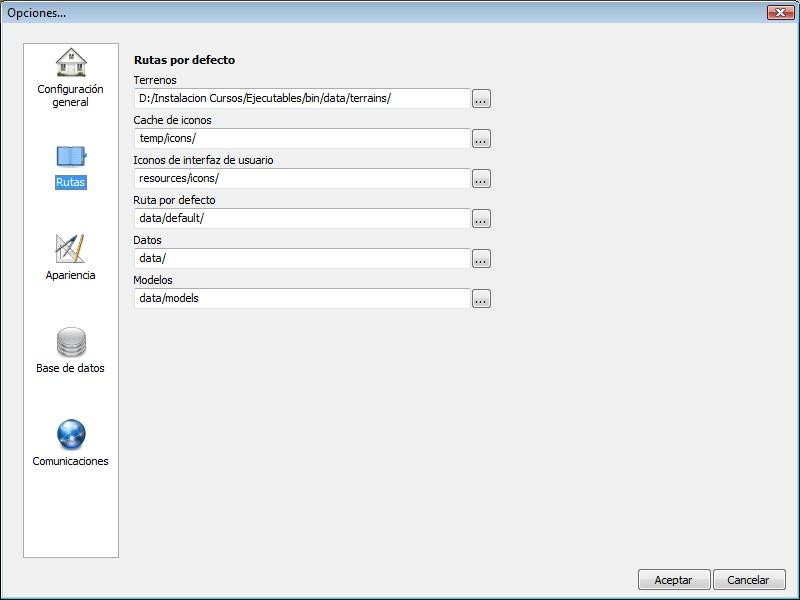 Opciones...
Configuración
general
Rutas
Apariencia
Base de datos
Comunicaciones
Rutas por defecto
Terrenos
D:/Instalacion Cursos/Ejecutables/bin/data/terrains/
...
Cache de iconos
temp/icons/
...
Iconos de interfaz de usuario
resources/icons/
...
Ruta por defecto
data/default/
...
Datos
data/
...
Modelos
data/models
...
Aceptar
Cancelar